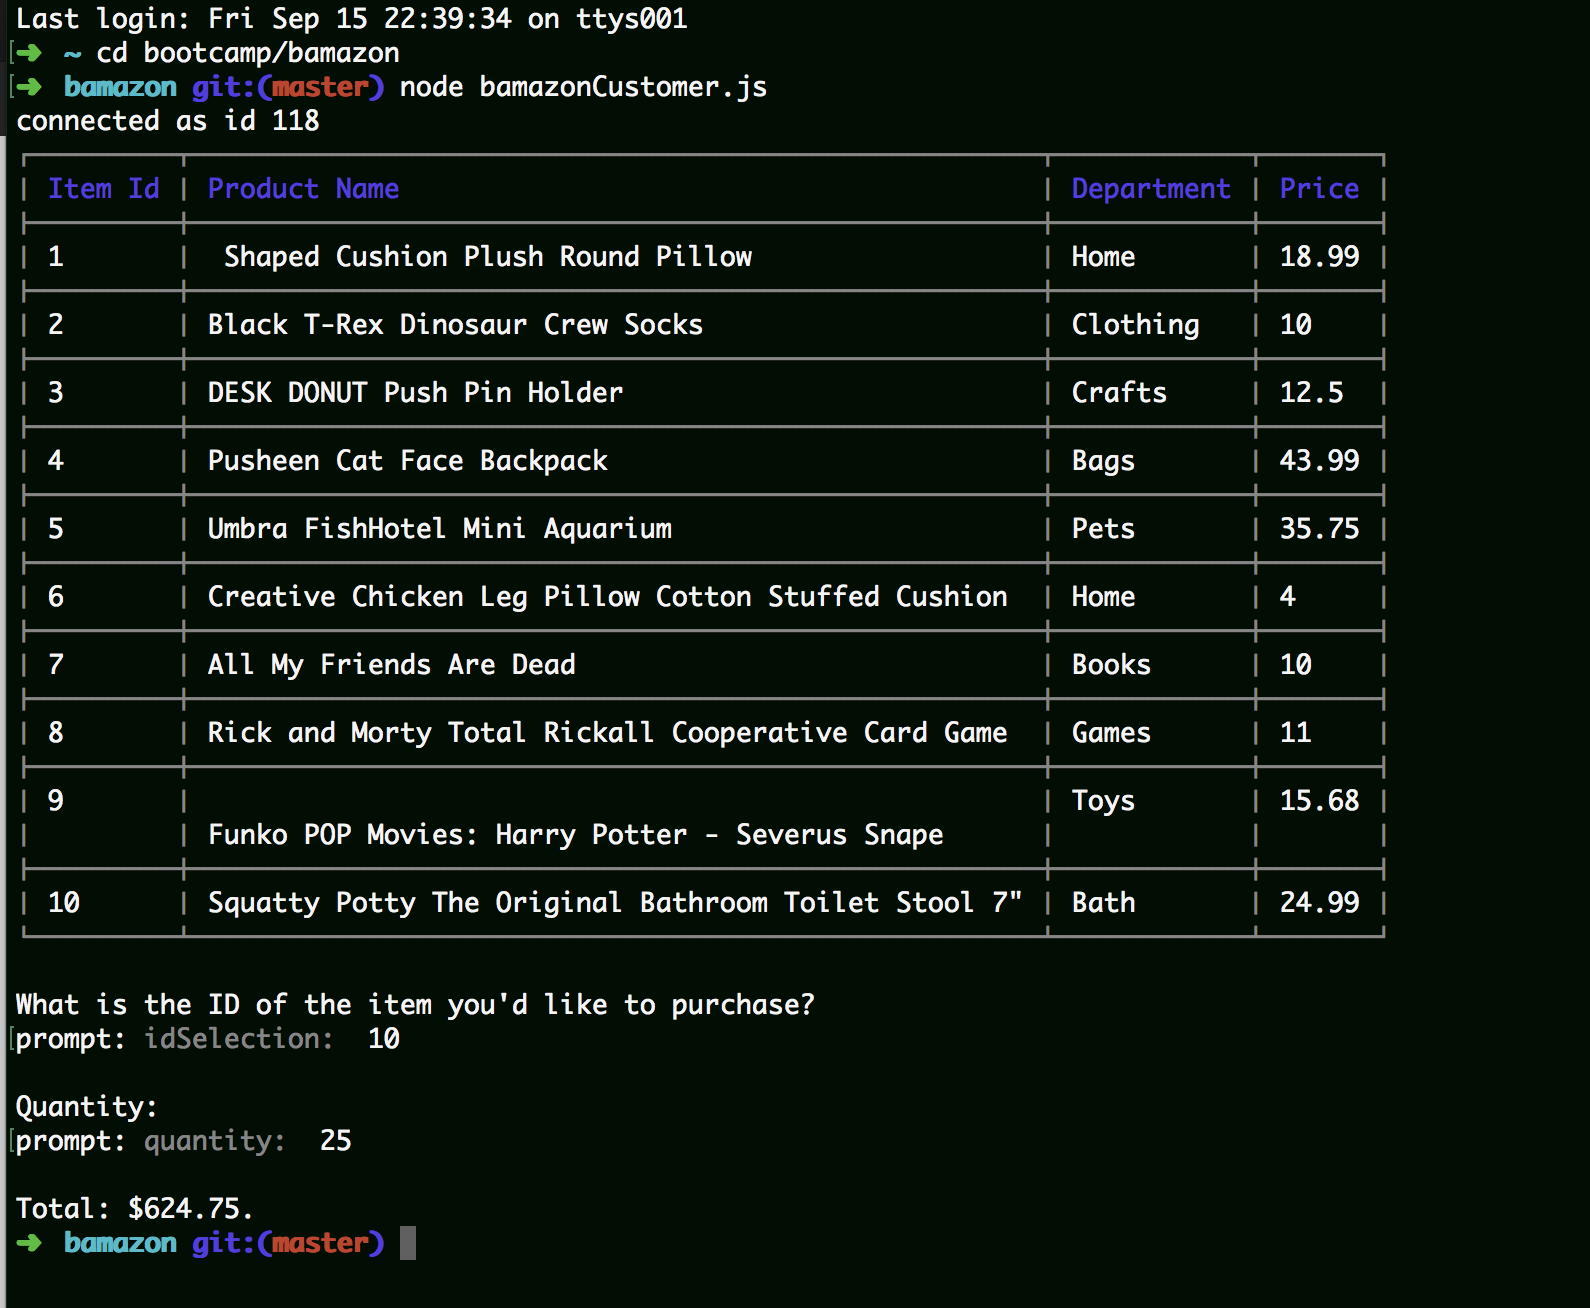 Last login: Fri Sep 15 22:39:34 on ttys001
➜ ~ cd bootcamp/bamazon
➜ bamazon git:(master) node bamazonCustomer.js
connected as id 118
Item Id Product Name Department Price
1 Shaped Cushion Plush Round Pillow Home 18.99
2 Black T-Rex Dinosaur Crew Socks Clothing 10
3 DESK DONUT Push Pin Holder Crafts 12.5
4 Pusheen Cat Face Backpack Bags 43.99
5 Umbra FishHotel Mini Aquarium Pets 35.75
6 Creative Chicken Leg Pillow Cotton Stuffed Cushion Home 4
7 All My Friends Are Dead Books 10
8 Rick and Morty Total Rickall Cooperative Card Game Games 11
9 Toys 15.68
Funko POP Movies: Harry Potter - Severus Snape
10 Squatty Potty The Original Bathroom Toilet Stool 7" Bath 24.99
What is the ID of the item you'd like to purchase?
prompt: idSelection: 10
Quantity:
prompt: quantity: 25
Total: $624.75.
➜ bamazon git:(master)